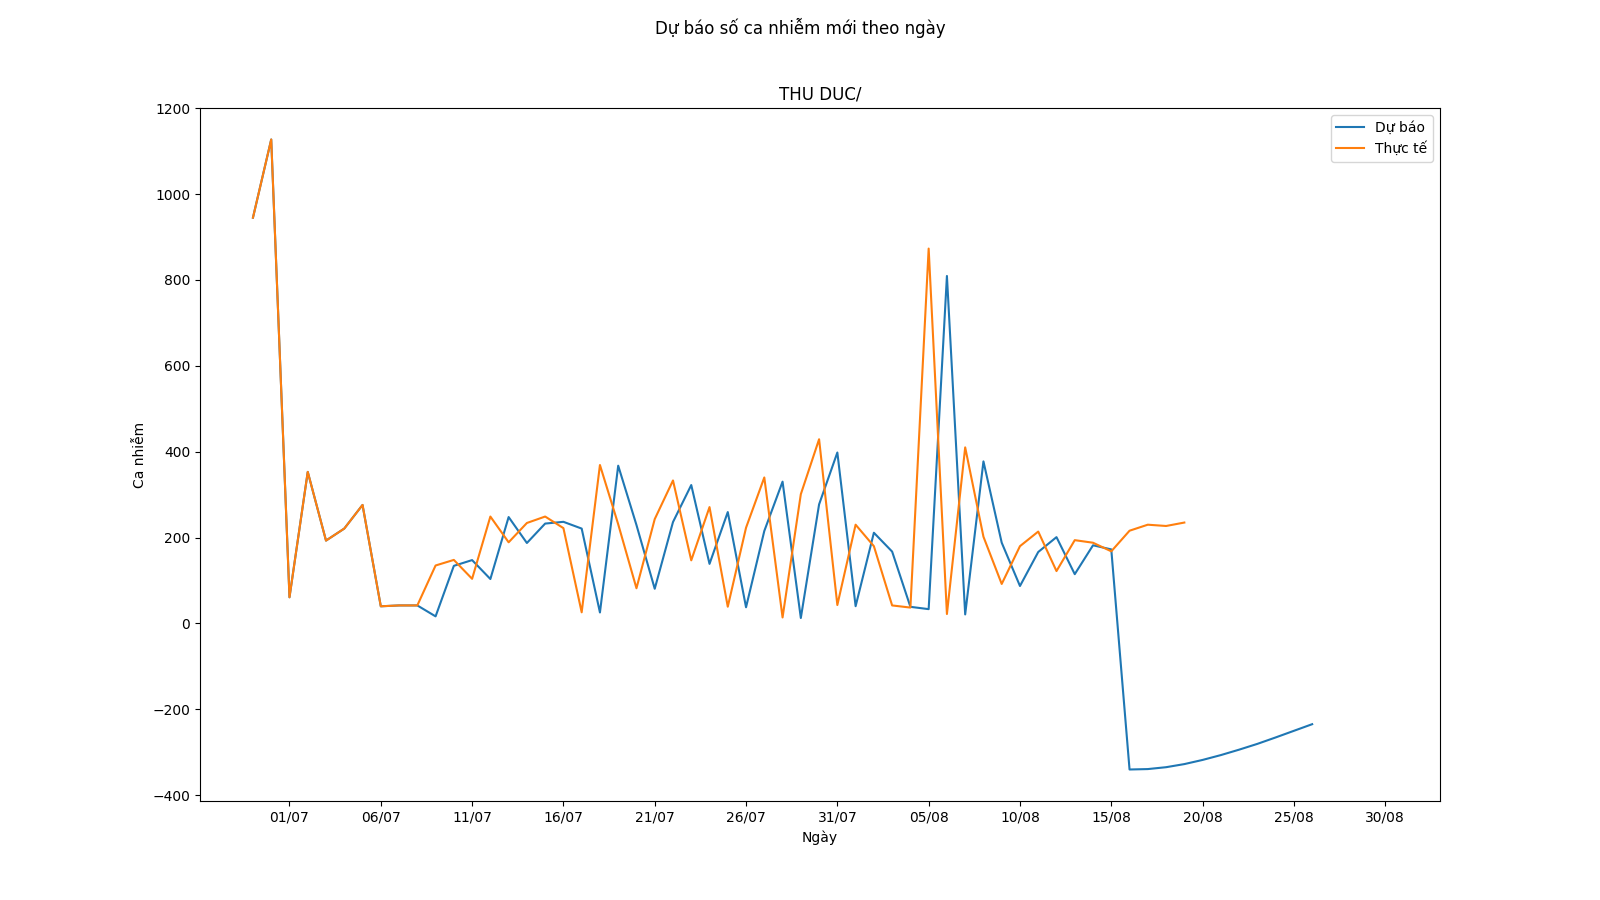 Dự báo số ca nhiễm mới theo ngày
THU DUC/
Dự báo
Thực tế
Ca nhiễm
1200
1000
800
600
400
200
0
−200
−400
01/07 06/07 11/07 16/07 21/07 26/07 31/07 05/08 10/08 15/08 20/08 25/08 30/08
Ngày